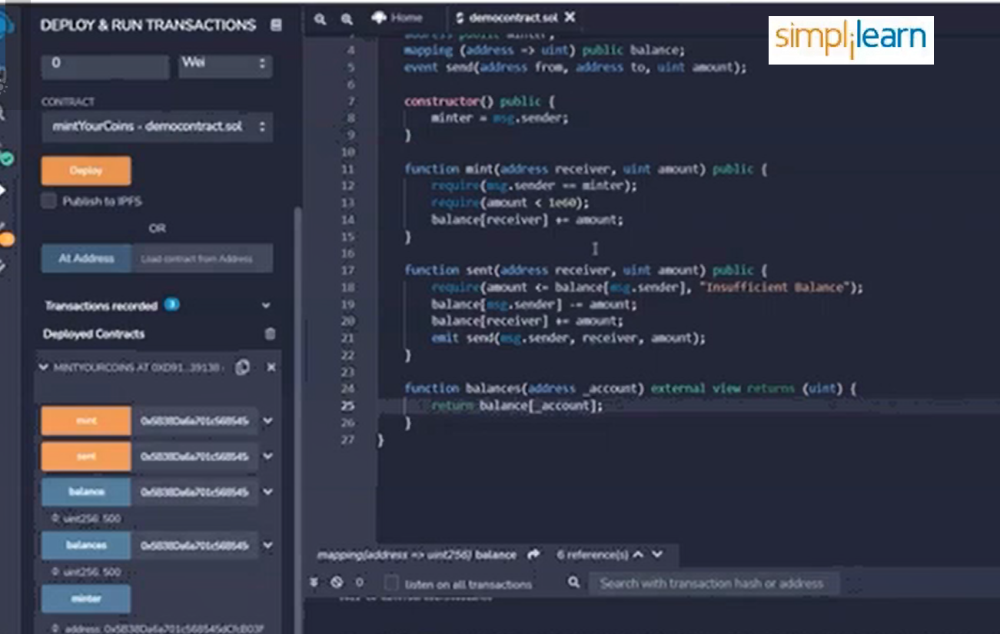 DEPLOY & RUN TRANSACTIONS
0
Wei
CONTRACT
mintYourCoins - democontract.sol
Deploy
Publish to IPFS
OR
At Address
Load contract from Address
Transactions recorded 3
Deployed Contracts
MINTYOURCOINS AT 0XD91...39138
mint 0x5B38Da6a701c568545
sent 0x5B38Da6a701c568545
balance 0x5B38Da6a701c568545
0: uint256: 500
balances 0x5B38Da6a701c568545
0: uint256: 500
minter
0: address: 0x5B38Da6a701c568545dCfcB03F
Home
democontract.sol
simplilearn
address public minter;
4 mapping (address => uint) public balance;
5 event send(address from, address to, uint amount);
6
7 constructor() public {
8 minter = msg.sender;
9 }
10
11 function mint(address receiver, uint amount) public {
12 require(msg.sender == minter);
13 require(amount < 1e60);
14 balance[receiver] += amount;
15 }
16
17 function sent(address receiver, uint amount) public {
18 require(amount <= balance[msg.sender], "Insufficient Balance");
19 balance[msg.sender] -= amount;
20 balance[receiver] += amount;
21 emit send(msg.sender, receiver, amount);
22 }
23
24 function balances(address _account) external view returns (uint) {
25 return balance[_account];
26 }
27 }
mapping(address => uint256) balance 6 reference(s)
0 listen on all transactions Search with transaction hash or address